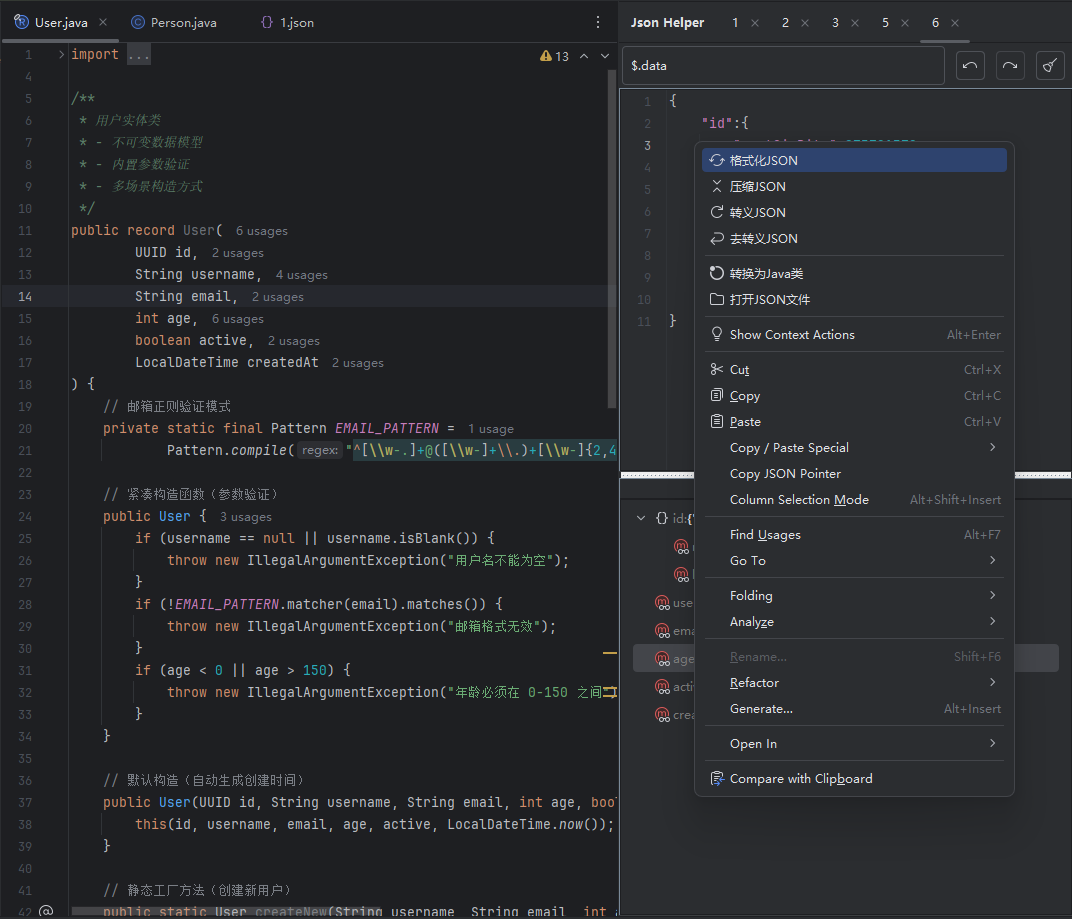 User.java
Person.java
{} 1.json
1 import ...
13
4
5 /**
6 * 用户实体类
7 * - 不可变数据模型
8 * - 内置参数验证
9 * - 多场景构造方式
10 */
11 public record User( 6 usages
12 UUID id, 2 usages
13 String username, 4 usages
14 String email, 2 usages
15 int age, 6 usages
16 boolean active, 2 usages
17 LocalDateTime createdAt 2 usages
18 ) {
19 // 邮箱正则验证模式
20 private static final Pattern EMAIL_PATTERN = 1 usage
21 Pattern.compile( regex: "^[\\w-.]+@([\\w-]+\\.)+[\\w-]{2,4
22
23 // 紧凑构造函数（参数验证）
24 public User { 3 usages
25 if (username == null || username.isBlank()) {
26 throw new IllegalArgumentException("用户名不能为空");
27 }
28 if (!EMAIL_PATTERN.matcher(email).matches()) {
29 throw new IllegalArgumentException("邮箱格式无效");
30 }
31 if (age < 0 || age > 150) {
32 throw new IllegalArgumentException("年龄必须在 0-150 之间")
33 }
34 }
35
36 // 默认构造（自动生成创建时间）
37 public User(UUID id, String username, String email, int age, bool
38 this(id, username, email, age, active, LocalDateTime.now());
39 }
40
41 // 静态工厂方法（创建新用户）
42 public static User createNew(String username, String email, int a
Json Helper 1 2 3 5 6
$.data
1 {
2 "id":{
3
4
5
6
7
8
9
10
11 }
格式化JSON
压缩JSON
转义JSON
去转义JSON
转换为Java类
打开JSON文件
Show Context Actions Alt+Enter
Cut Ctrl+X
Copy Ctrl+C
Paste Ctrl+V
Copy / Paste Special
Copy JSON Pointer
Column Selection Mode Alt+Shift+Insert
Find Usages Alt+F7
Go To
Folding
Analyze
Rename... Shift+F6
Refactor
Generate... Alt+Insert
Open In
Compare with Clipboard
{} id:{"
use
ema
age
acti
crea